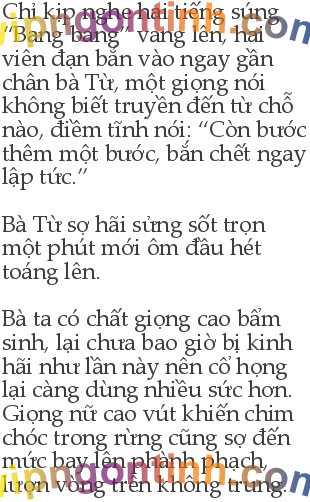 Chỉ kịp nghe hai tiếng súng
“Bang bang” vang lên, hai
viên đạn bắn vào ngay gần
chân bà Từ, một giọng nói
không biết truyền đến từ chỗ
nào, điềm tĩnh nói: “Còn bước
thêm một bước, bắn chết ngay
lập tức.”
Bà Từ sợ hãi sửng sốt trọn
một phút mới ôm đầu hét
toáng lên.
Bà ta có chất giọng cao bẩm
sinh, lại chưa bao giờ bị kinh
hãi như lần này nên cổ họng
lại càng dùng nhiều sức hơn.
Giọng nữ cao vút khiến chim
chóc trong rừng cũng sợ đến
mức bay lên phành phạch,
lượn vòng trên không trung.
vipngontinh.com
vipngontinh.com